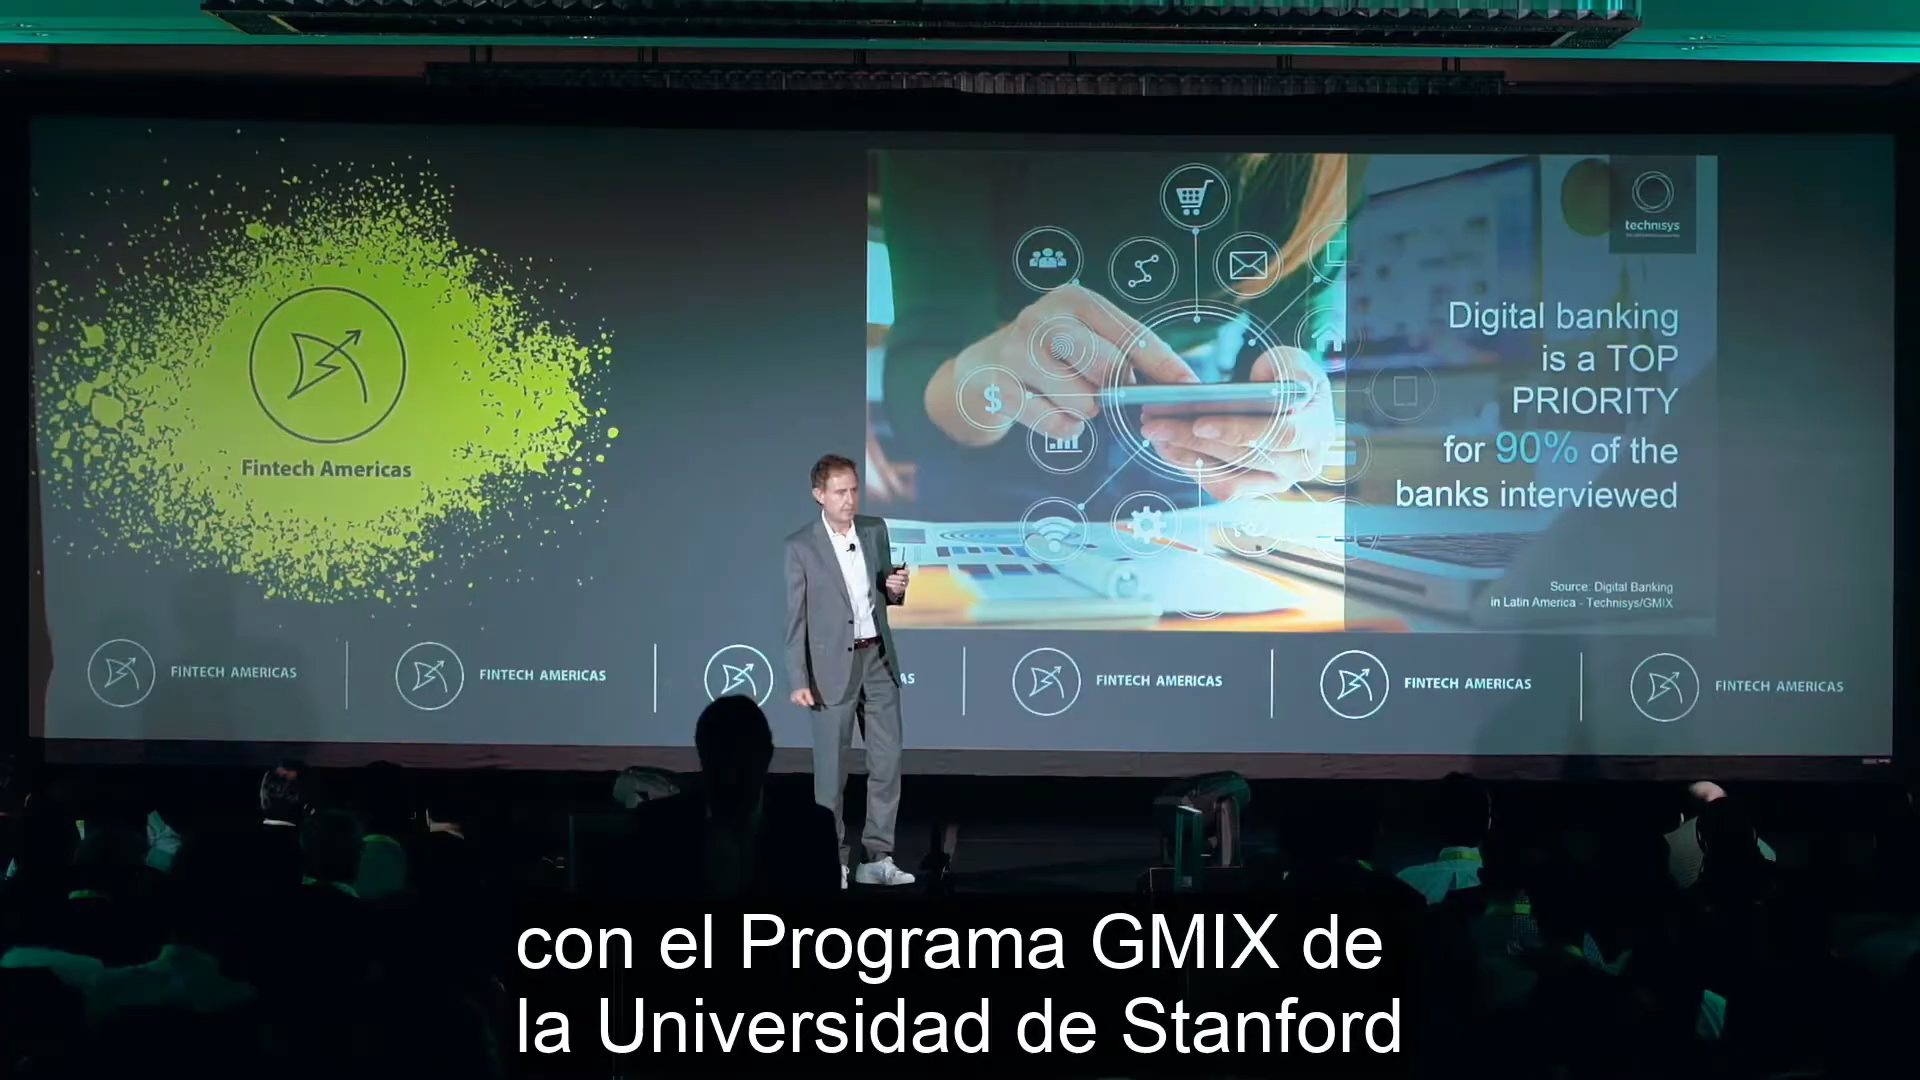 technisys
Digital banking
is a TOP
PRIORITY
for 90% of the
banks interviewed
$
Fintech Americas
Source: Digital Banking
in Latin America - Technisys/GMIX
FINTECH AMERICAS
FINTECH AMERICAS
AS
FINTECH AMERICAS
FINTECH AMERICAS
FINTECH AMERICAS
con el Programa GMIX de
la Universidad de Stanford